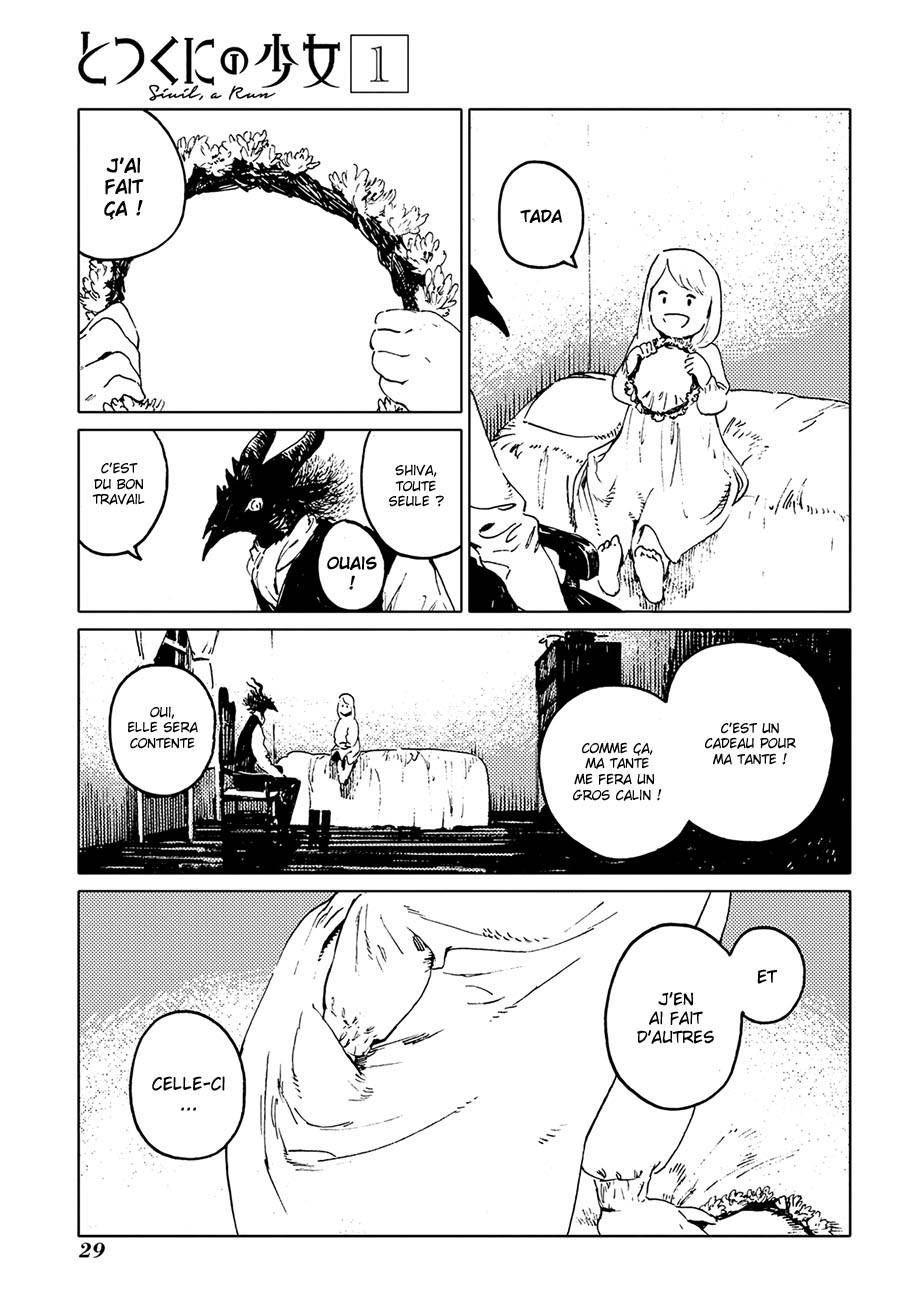 とつくにの少女 1
Siúil, a Rún
TADA
J'AI
FAIT
ÇA !
SHIVA,
TOUTE
SEULE ?
OUAIS
!
C'EST
DU BON
TRAVAIL
C'EST UN
CADEAU POUR
MA TANTE !
COMME ÇA,
MA TANTE
ME FERA UN
GROS CALIN !
OUI,
ELLE SERA
CONTENTE
ET
J'EN
AI FAIT
D'AUTRES
CELLE-CI
...
29